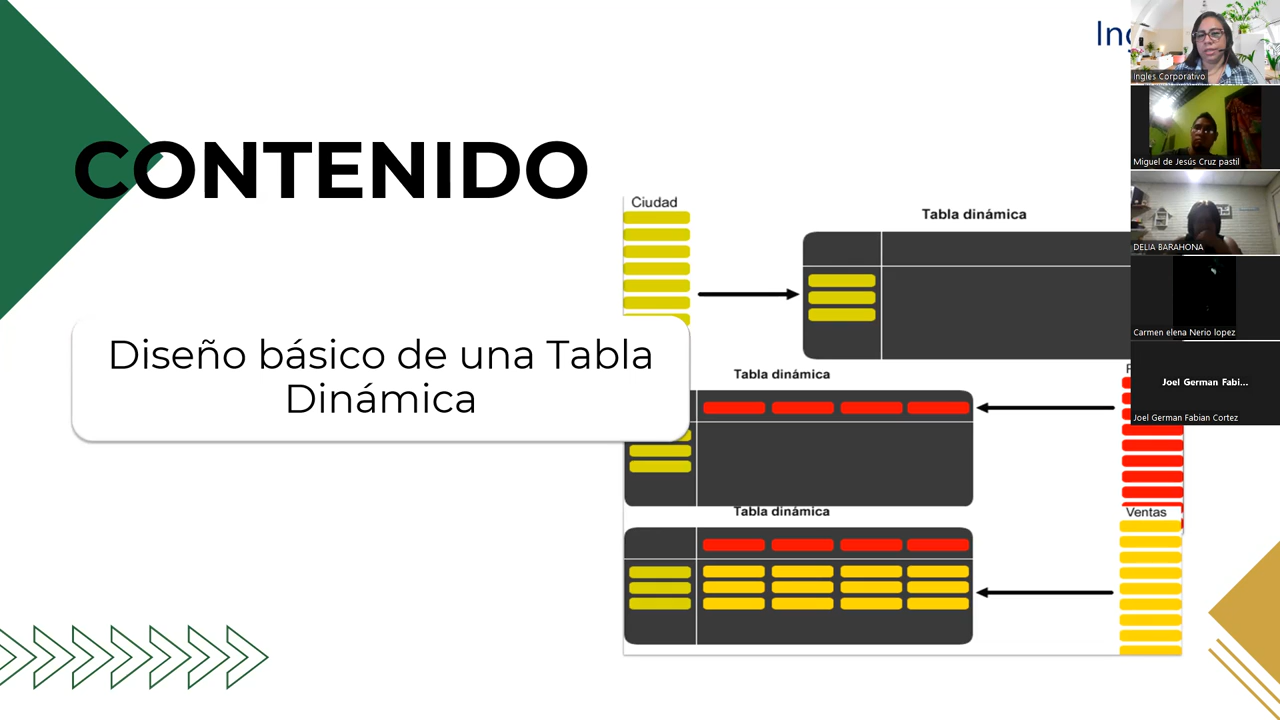 CONTENIDO
Diseño básico de una Tabla
Dinámica
Ciudad
Tabla dinámica
Tabla dinámica
Tabla dinámica
Ventas
Ingles Corporativo
Miguel de Jesús Cruz pastil
DELIA BARAHONA
Carmen elena Nerio lopez
Joel German Fabi...
Joel German Fabian Cortez